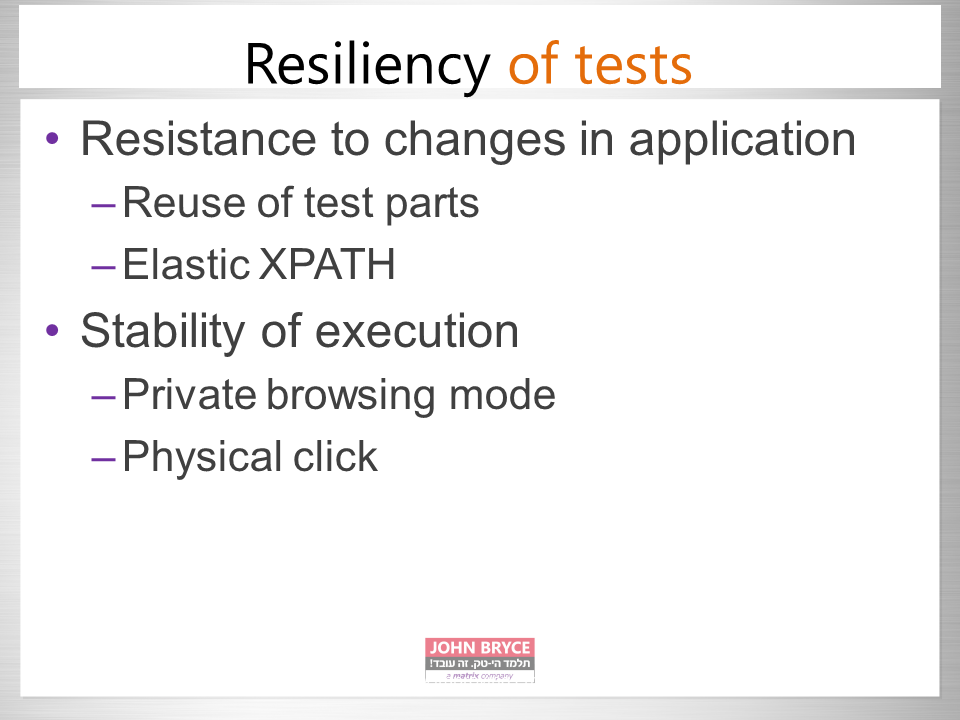 Resiliency of tests
• Resistance to changes in application
– Reuse of test parts
– Elastic XPATH
• Stability of execution
– Private browsing mode
– Physical click
JOHN BRYCE
תלמד היי-טק. זה עובד!
a matrix company